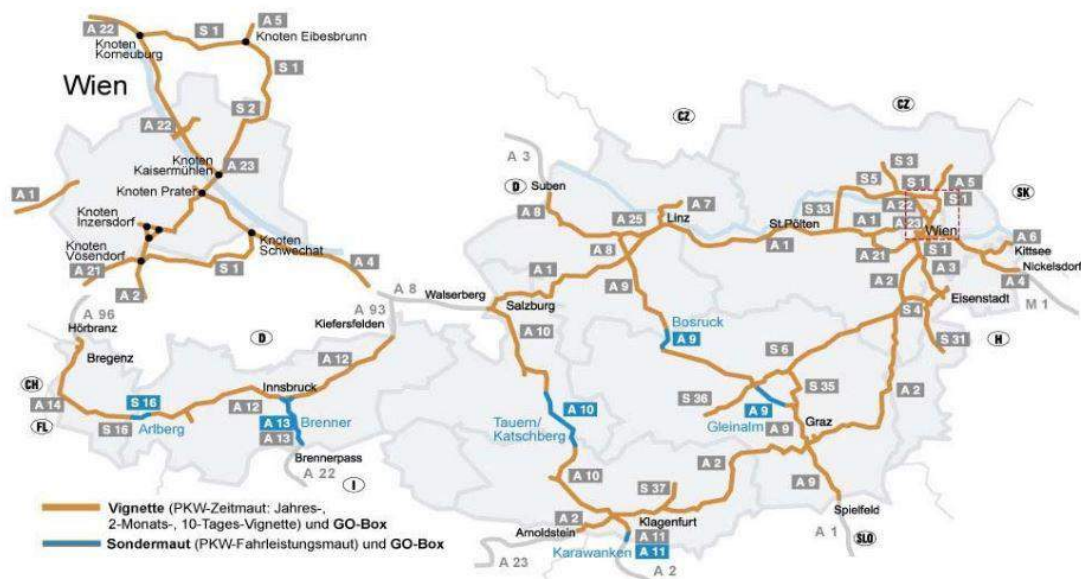 A 22
S 1
A 5
Knoten
Korneuburg
Knoten Eibesbrunn
Wien
S 1
S 2
A 22
Knoten
Kaisermühlen
A 23
Knoten Prater
A 1
Knoten
Inzersdorf
Knoten
Vösendorf
Knoten
Schwechat
A 21
S 1
A 4
A 2
A 96
Hörbranz
Bregenz
D
A 93
Kiefersfelden
A 12
Innsbruck
CH
A 14
FL
S 16
S 16
Arlberg
A 12
A 13
A 13
Brenner
Brennerpass
A 22
I
A 8
Walserberg
CZ
CZ
A 3
D
Suben
A 8
A 25
A 7
Linz
S 33
S 5
S 3
S 1
A 5
S 1
SK
A 22
A 23
St.Pölten
A 1
A 1
Wien
A 6
Kittsee
Nickelsdorf
A 4
M 1
A 21
S 1
A 3
A 2
Eisenstadt
S 4
S 31
H
A 8
A 1
A 9
Salzburg
A 10
Bosruck
A 9
S 6
S 35
S 36
A 9
Gleinalm
A 9
Graz
A 2
Tauern/
Katschberg
A 10
A 10
A 2
S 37
A 9
Spielfeld
A 1
SLO
A 2
Arnoldstein
Klagenfurt
A 11
Karawanken
A 11
A 23
A 2
Vignette (PKW-Zeitmaut: Jahres-,
2-Monats-, 10-Tages-Vignette) und GO-Box
Sondermaut (PKW-Fahrleistungsmaut) und GO-Box